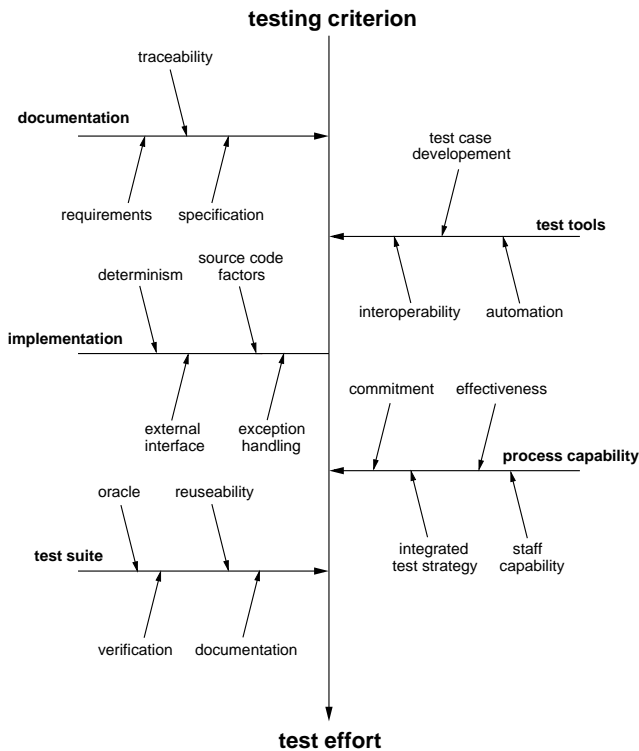 testing criterion
traceability
documentation
requirements
specification
test case
developement
test tools
interoperability
automation
determinism
source code
factors
implementation
external
interface
exception
handling
commitment
effectiveness
process capability
integrated
test strategy
staff
capability
oracle
reuseability
test suite
verification
documentation
test effort